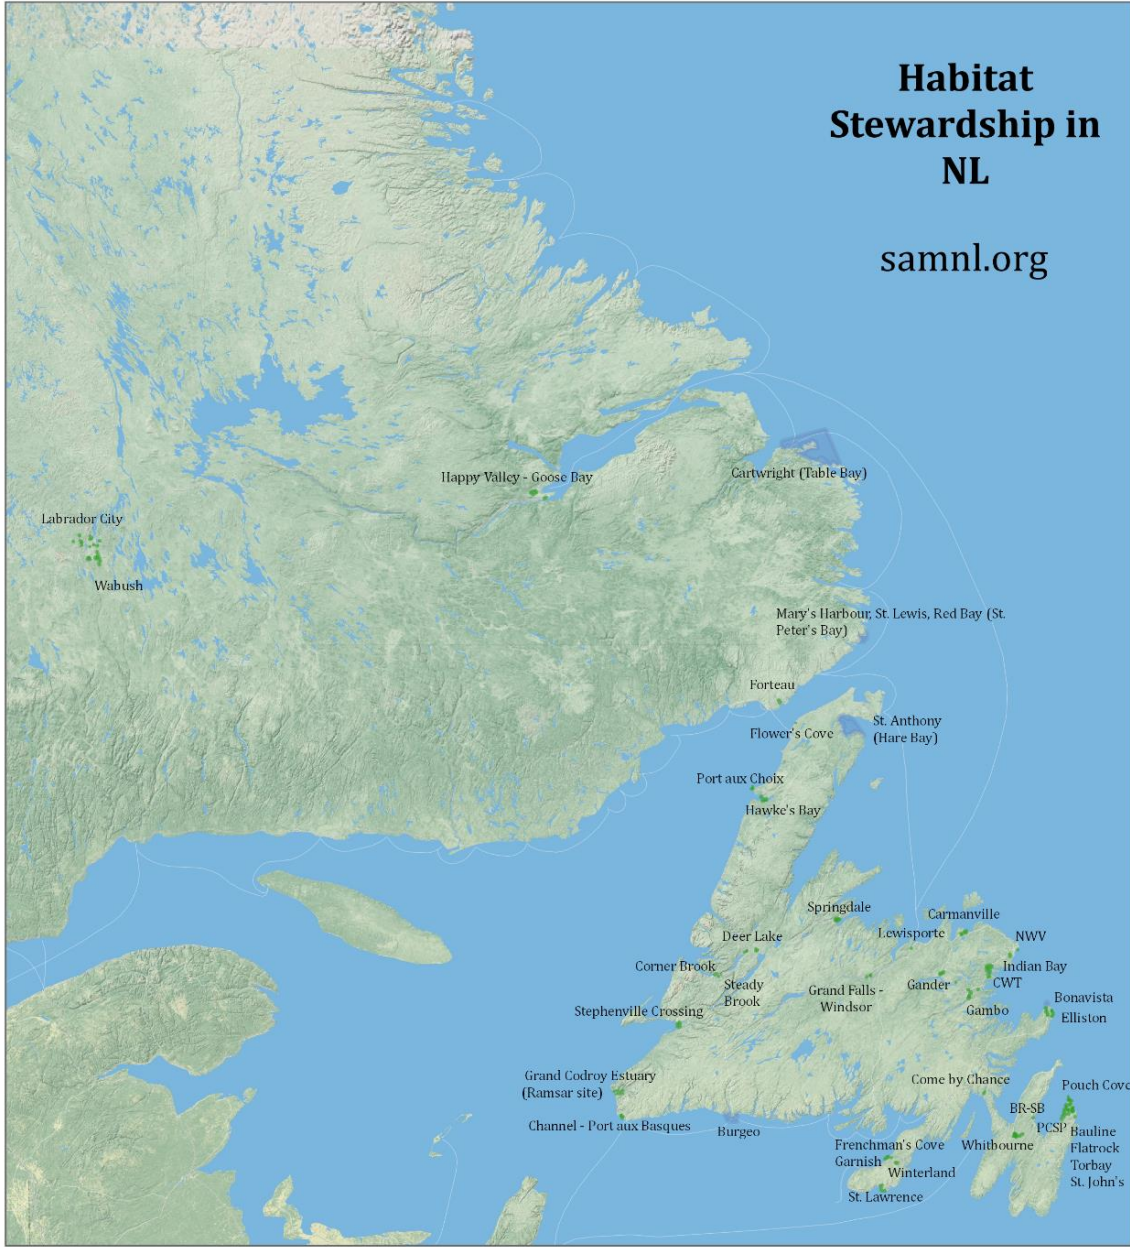 Habitat
Stewardship in
NL
samnl.org
Happy Valley - Goose Bay
Cartwright (Table Bay)
Labrador City
Wabush
Mary's Harbour, St. Lewis, Red Bay (St.
Peter's Bay)
Forteau
St. Anthony
(Hare Bay)
Flower's Cove
Port aux Choix
Hawke's Bay
Springdale
Carmanville
Lewisporte
NWV
Deer Lake
Corner Brook
Indian Bay
Steady
Brook
Grand Falls -
Windsor
Gander
CWT
Gambo
Bonavista
Elliston
Stephenville Crossing
Grand Codroy Estuary
(Ramsar site)
Come by Chance
Pouch Cove
BR-SB
Channel - Port aux Basques
Burgeo
PCSP
Bauline
Flatrock
Torbay
St. John's
Whitbourne
Frenchman's Cove
Garnish
Winterland
St. Lawrence